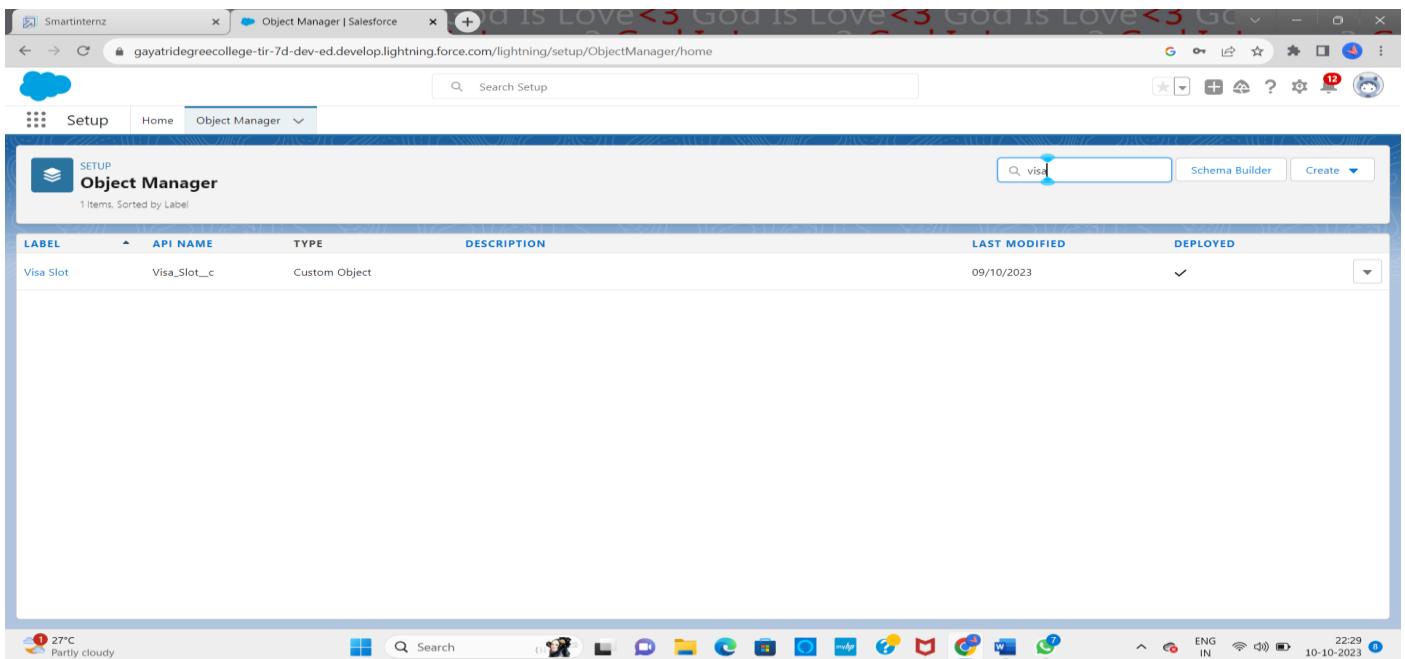 Smartinternz
Object Manager | Salesforce
God Is Love<3 God Is Love<3 God Is Love<3
gayatridegreecollege-tir-7d-dev-ed.develop.lightning.force.com/lightning/setup/ObjectManager/home
Search Setup
12
Setup Home Object Manager
SETUP
Object Manager
1 Items, Sorted by Label
visa
Schema Builder
Create
LABEL API NAME TYPE DESCRIPTION LAST MODIFIED DEPLOYED
Visa Slot Visa_Slot__c Custom Object 09/10/2023
1 27°C
Partly cloudy
Search
7
ENG
IN
22:29
10-10-2023
8